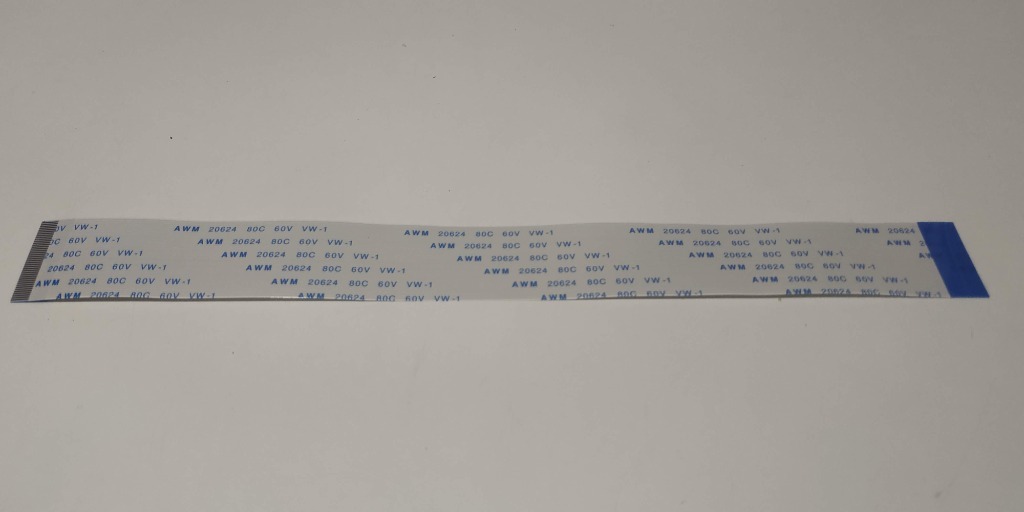 0V VW-1 AWM 20624 80C 60V VW-1 AWM 20624 80C 60V VW-1 AWM 20624 80C 60V VW-1 AWM 20624
0C 60V VW-1 AWM 20624 80C 60V VW-1 AWM 20624 80C 60V VW-1 AWM 20624 80C 60V VW-1 AWM 2
24 80C 60V VW-1 AWM 20624 80C 60V VW-1 AWM 20624 80C 60V VW-1 AWM 20624 80C 60V VW-1
20624 80C 60V VW-1 AWM 20624 80C 60V VW-1 AWM 20624 80C 60V VW-1 AWM 20624 80C 60V VW-1
AWM 20624 80C 60V VW-1 AWM 20624 80C 60V VW-1 AWM 20624 80C 60V VW-1 AWM 20624 80C 60V VW-1
AWM 20624 80C 60V VW-1 AWM 20624 80C 60V VW-1 AWM 20624 80C 60V VW-1 AWM 20624 80C 60V VW-1